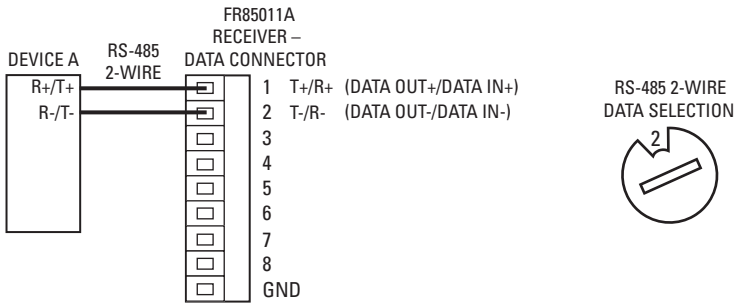 FR85011A
RECEIVER –
DATA CONNECTOR
DEVICE A
RS-485
2-WIRE
R+/T+
R-/T-
1 T+/R+ (DATA OUT+/DATA IN+)
2 T-/R- (DATA OUT-/DATA IN-)
3
4
5
6
7
8
GND
RS-485 2-WIRE
DATA SELECTION
2